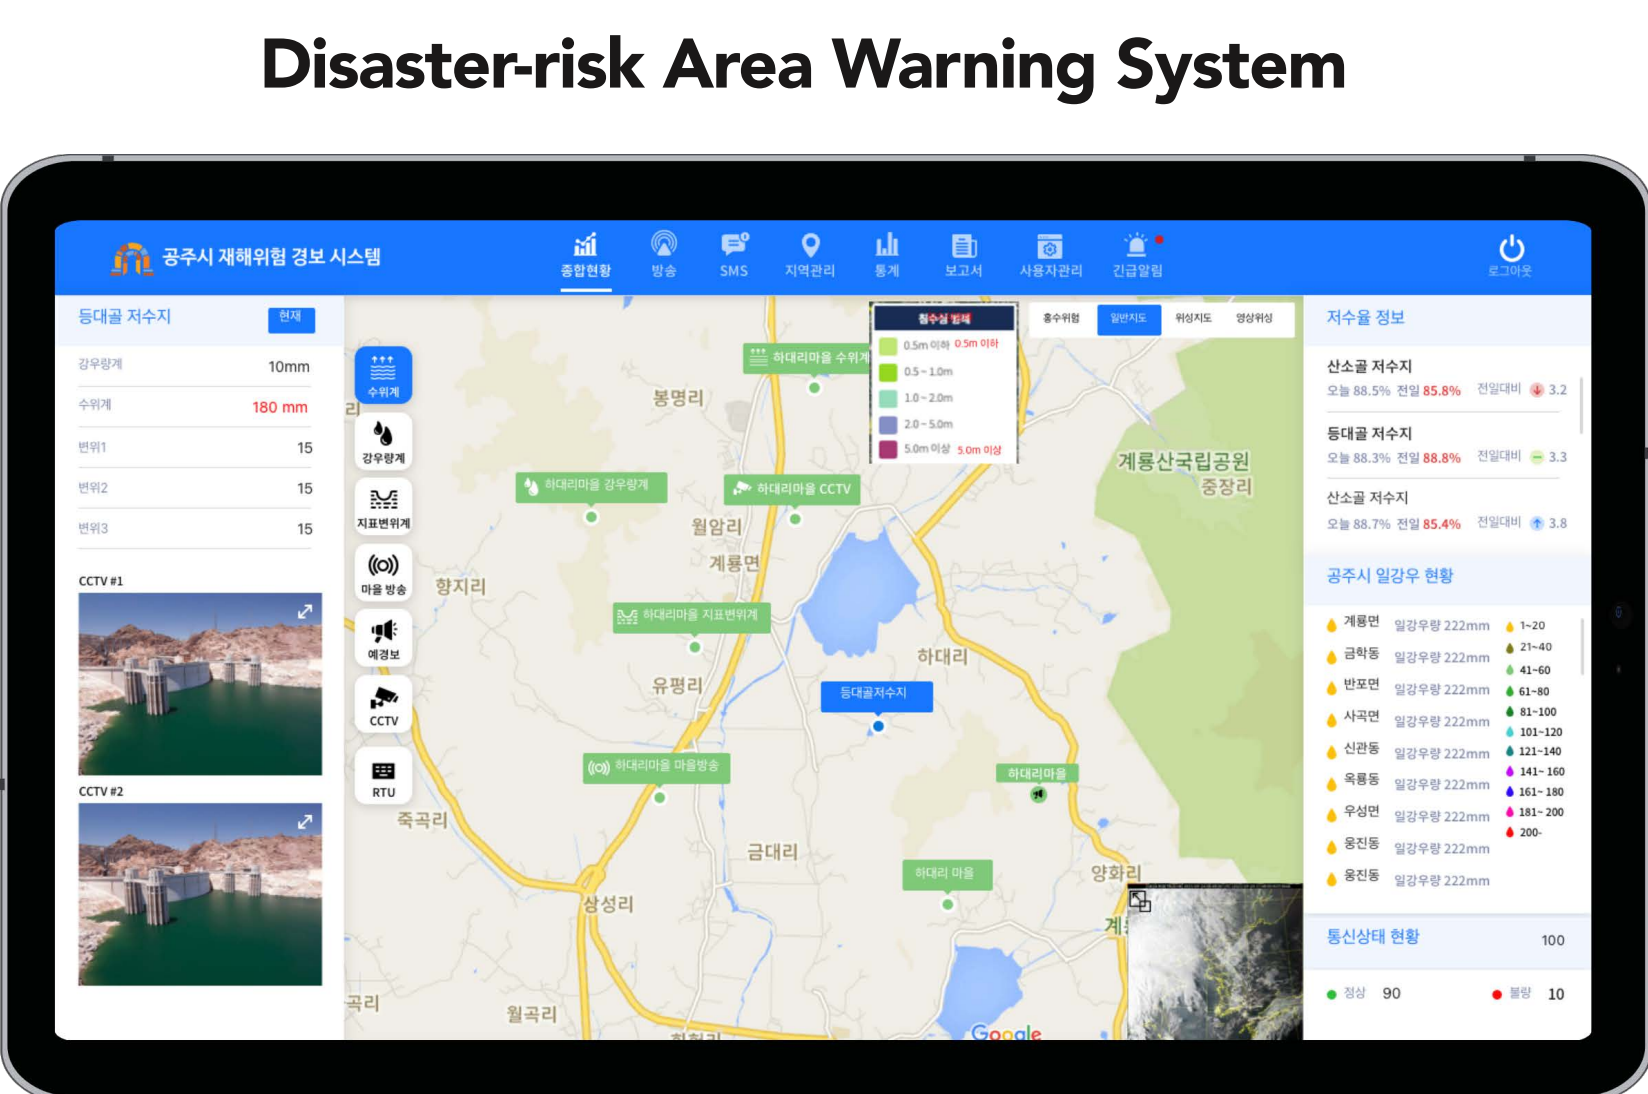 Disaster-risk Area Warning System
공주시 재해위험 경보 시스템
종합현황
방송
SMS
지역관리
통계
보고서
사용자관리
긴급알림
로그아웃
등대골 저수지
현재
강우량계 10mm
수위계 180 mm
변위1 15
변위2 15
변위3 15
CCTV #1
CCTV #2
수위계
강우량계
지표변위계
마을 방송
예경보
CCTV
RTU
하대리마을 수위계
침수심 범례
0.5m 이하 0.5m 이하
0.5 ~ 1.0m
1.0 ~ 2.0m
2.0 ~ 5.0m
5.0m 이상 5.0m 이상
홍수위험
일반지도
위성지도
영상위성
리
봉명리
계룡산국립공원
중장리
하대리마을 강우량계
하대리마을 CCTV
월암리
계룡면
향지리
하대리마을 지표변위계
하대리
유평리
등대골저수지
하대리마을 마을방송
하대리마을
죽곡리
금대리
하대리 마을
양화리
상성리
계
곡리
월곡리
Google
저수율 정보
산소골 저수지
오늘 88.5% 전일 85.8% 전일대비 3.2
등대골 저수지
오늘 88.3% 전일 88.8% 전일대비 3.3
산소골 저수지
오늘 88.7% 전일 85.4% 전일대비 3.8
공주시 일강우 현황
계룡면 일강우량 222mm
금학동 일강우량 222mm
반포면 일강우량 222mm
사곡면 일강우량 222mm
신관동 일강우량 222mm
옥룡동 일강우량 222mm
우성면 일강우량 222mm
웅진동 일강우량 222mm
웅진동 일강우량 222mm
1~20
21~40
41~60
61~80
81~100
101~120
121~140
141~ 160
161~ 180
181~ 200
200-
통신상태 현황 100
정상 90
불량 10